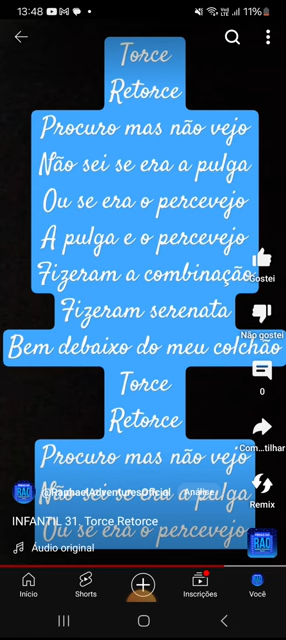 13:48
11%
Torce
Retorce
Procuro mas não vejo
Não sei se era a pulga
Ou se era o percevejo
A pulga e o percevejo
Fizeram a combinação
Gostei
Fizeram serenata
Não gostei
Bem debaixo do meu colchão
Torce
0
Retorce
Com…tilhar
Procuro mas não vejo
@RaphaelAdventuresOficial
Não sei se era a pulga
Remix
INFANTIL 31, Torce Retorce
Ou se era o percevejo
Áudio original
Início
Shorts
Inscrições
Você